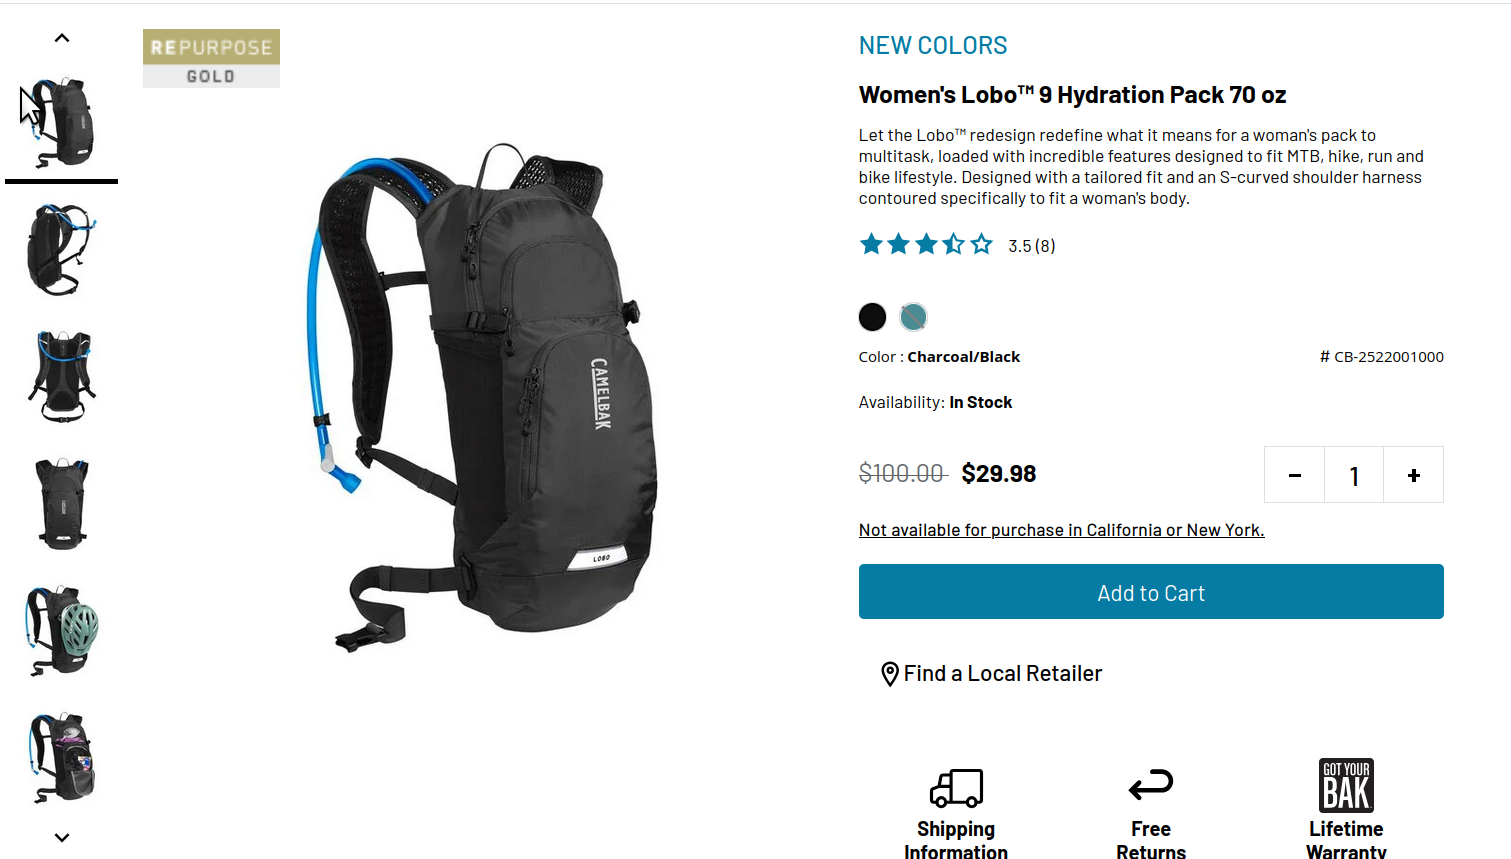 REPURPOSE
GOLD
CAMELBAK
LOBO
NEW COLORS
Women's Lobo™ 9 Hydration Pack 70 oz
Let the Lobo™ redesign redefine what it means for a woman's pack to
multitask, loaded with incredible features designed to fit MTB, hike, run and
bike lifestyle. Designed with a tailored fit and an S-curved shoulder harness
contoured specifically to fit a woman's body.
3.5 (8)
Color : Charcoal/Black
# CB-2522001000
Availability: In Stock
$100.00 $29.98
− 1 +
Not available for purchase in California or New York.
Add to Cart
Find a Local Retailer
Shipping
Information
Free
Returns
GOT YOUR
BAK
Lifetime
Warranty